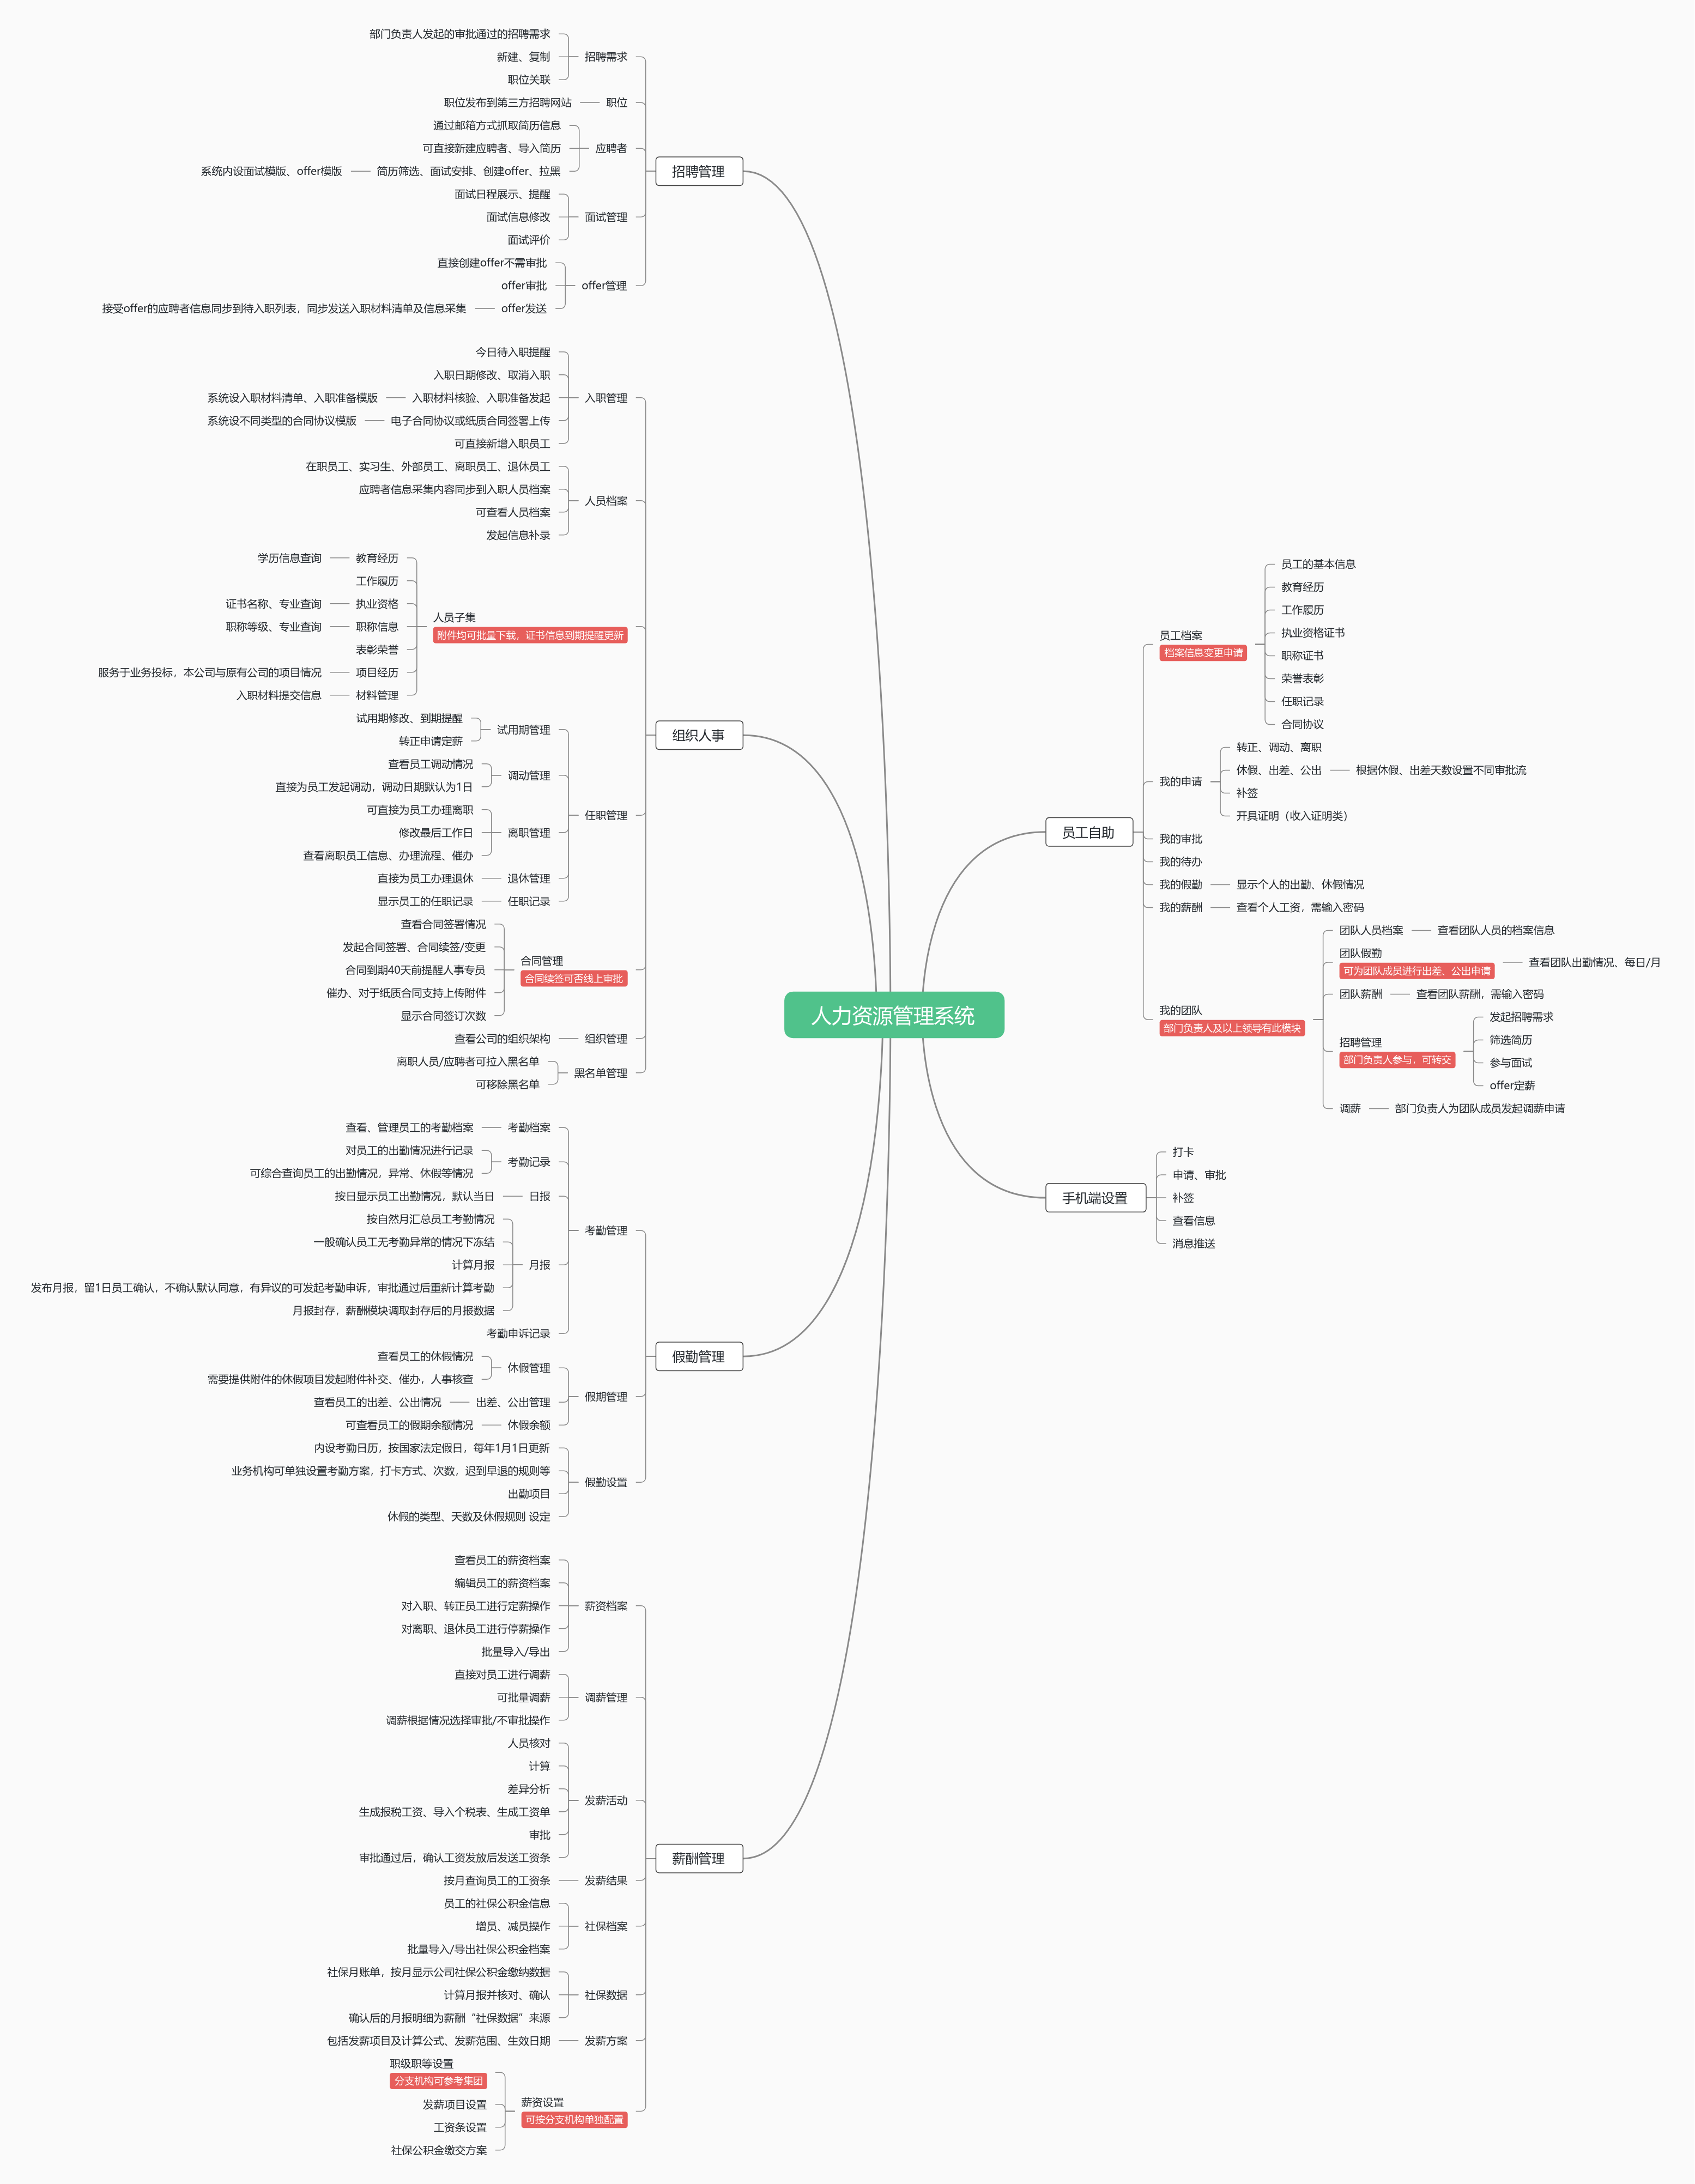 人力资源管理系统
招聘管理
招聘需求
部门负责人发起的审批通过的招聘需求
新建、复制
职位关联
职位
职位发布到第三方招聘网站
应聘者
通过邮箱方式抓取简历信息
可直接新建应聘者、导入简历
简历筛选、面试安排、创建offer、拉黑
系统内设面试模版、offer模版
面试管理
面试日程展示、提醒
面试信息修改
面试评价
offer管理
直接创建offer不需审批
offer审批
offer发送
接受offer的应聘者信息同步到待入职列表，同步发送入职材料清单及信息采集
组织人事
入职管理
今日待入职提醒
入职日期修改、取消入职
入职材料核验、入职准备发起
系统设入职材料清单、入职准备模版
电子合同协议或纸质合同签署上传
系统设不同类型的合同协议模版
可直接新增入职员工
人员档案
在职员工、实习生、外部员工、离职员工、退休员工
应聘者信息采集内容同步到入职人员档案
可查看人员档案
发起信息补录
人员子集
附件均可批量下载，证书信息到期提醒更新
教育经历
学历信息查询
工作履历
执业资格
证书名称、专业查询
职称信息
职称等级、专业查询
表彰荣誉
项目经历
服务于业务投标，本公司与原有公司的项目情况
材料管理
入职材料提交信息
任职管理
试用期管理
试用期修改、到期提醒
转正申请定薪
调动管理
查看员工调动情况
直接为员工发起调动，调动日期默认为1日
离职管理
可直接为员工办理离职
修改最后工作日
查看离职员工信息、办理流程、催办
退休管理
直接为员工办理退休
任职记录
显示员工的任职记录
合同管理
合同续签可否线上审批
查看合同签署情况
发起合同签署、合同续签/变更
合同到期40天前提醒人事专员
催办、对于纸质合同支持上传附件
显示合同签订次数
组织管理
查看公司的组织架构
黑名单管理
离职人员/应聘者可拉入黑名单
可移除黑名单
假勤管理
考勤管理
考勤档案
查看、管理员工的考勤档案
考勤记录
对员工的出勤情况进行记录
可综合查询员工的出勤情况，异常、休假等情况
日报
按日显示员工出勤情况，默认当日
月报
按自然月汇总员工考勤情况
一般确认员工无考勤异常的情况下冻结
计算月报
发布月报，留1日员工确认，不确认默认同意，有异议的可发起考勤申诉，审批通过后重新计算考勤
月报封存，薪酬模块调取封存后的月报数据
考勤申诉记录
假期管理
休假管理
查看员工的休假情况
需要提供附件的休假项目发起附件补交、催办，人事核查
出差、公出管理
查看员工的出差、公出情况
休假余额
可查看员工的假期余额情况
假勤设置
内设考勤日历，按国家法定假日，每年1月1日更新
业务机构可单独设置考勤方案，打卡方式、次数，迟到早退的规则等
出勤项目
休假的类型、天数及休假规则 设定
薪酬管理
薪资档案
查看员工的薪资档案
编辑员工的薪资档案
对入职、转正员工进行定薪操作
对离职、退休员工进行停薪操作
批量导入/导出
调薪管理
直接对员工进行调薪
可批量调薪
调薪根据情况选择审批/不审批操作
发薪活动
人员核对
计算
差异分析
生成报税工资、导入个税表、生成工资单
审批
审批通过后，确认工资发放后发送工资条
发薪结果
按月查询员工的工资条
社保档案
员工的社保公积金信息
增员、减员操作
批量导入/导出社保公积金档案
社保数据
社保月账单，按月显示公司社保公积金缴纳数据
计算月报并核对、确认
确认后的月报明细为薪酬“社保数据”来源
发薪方案
包括发薪项目及计算公式、发薪范围、生效日期
薪资设置
可按分支机构单独配置
职级职等设置
分支机构可参考集团
发薪项目设置
工资条设置
社保公积金缴交方案
员工自助
员工档案
档案信息变更申请
员工的基本信息
教育经历
工作履历
执业资格证书
职称证书
荣誉表彰
任职记录
合同协议
我的申请
转正、调动、离职
休假、出差、公出
根据休假、出差天数设置不同审批流
补签
开具证明（收入证明类）
我的审批
我的待办
我的假勤
显示个人的出勤、休假情况
我的薪酬
查看个人工资，需输入密码
我的团队
部门负责人及以上领导有此模块
团队人员档案
查看团队人员的档案信息
团队假勤
可为团队成员进行出差、公出申请
查看团队出勤情况、每日/月
团队薪酬
查看团队薪酬，需输入密码
招聘管理
部门负责人参与，可转交
发起招聘需求
筛选简历
参与面试
offer定薪
调薪
部门负责人为团队成员发起调薪申请
手机端设置
打卡
申请、审批
补签
查看信息
消息推送